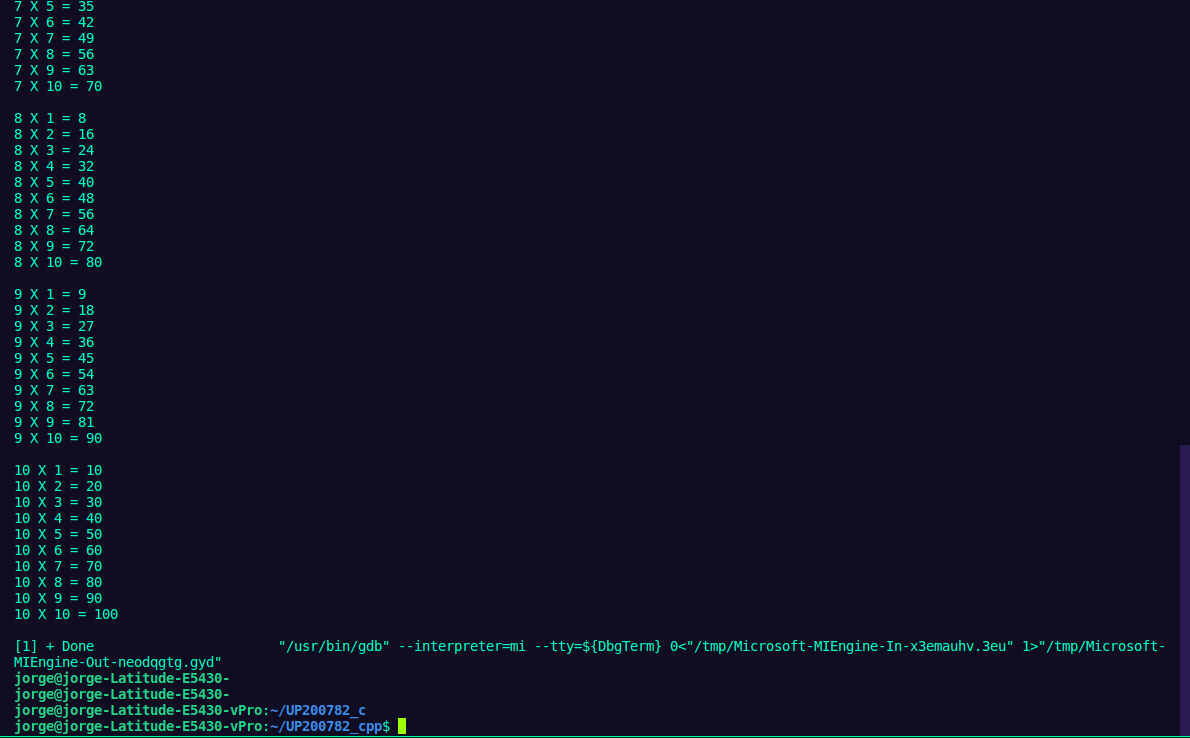 7 X 5 = 35
7 X 6 = 42
7 X 7 = 49
7 X 8 = 56
7 X 9 = 63
7 X 10 = 70
8 X 1 = 8
8 X 2 = 16
8 X 3 = 24
8 X 4 = 32
8 X 5 = 40
8 X 6 = 48
8 X 7 = 56
8 X 8 = 64
8 X 9 = 72
8 X 10 = 80
9 X 1 = 9
9 X 2 = 18
9 X 3 = 27
9 X 4 = 36
9 X 5 = 45
9 X 6 = 54
9 X 7 = 63
9 X 8 = 72
9 X 9 = 81
9 X 10 = 90
10 X 1 = 10
10 X 2 = 20
10 X 3 = 30
10 X 4 = 40
10 X 5 = 50
10 X 6 = 60
10 X 7 = 70
10 X 8 = 80
10 X 9 = 90
10 X 10 = 100
[1] + Done                       "/usr/bin/gdb" --interpreter=mi --tty=${DbgTerm} 0<"/tmp/Microsoft-MIEngine-In-x3emauhv.3eu" 1>"/tmp/Microsoft-
MIEngine-Out-neodqgtg.gyd"
jorge@jorge-Latitude-E5430-
jorge@jorge-Latitude-E5430-
jorge@jorge-Latitude-E5430-vPro:~/UP200782_c
jorge@jorge-Latitude-E5430-vPro:~/UP200782_cpp$